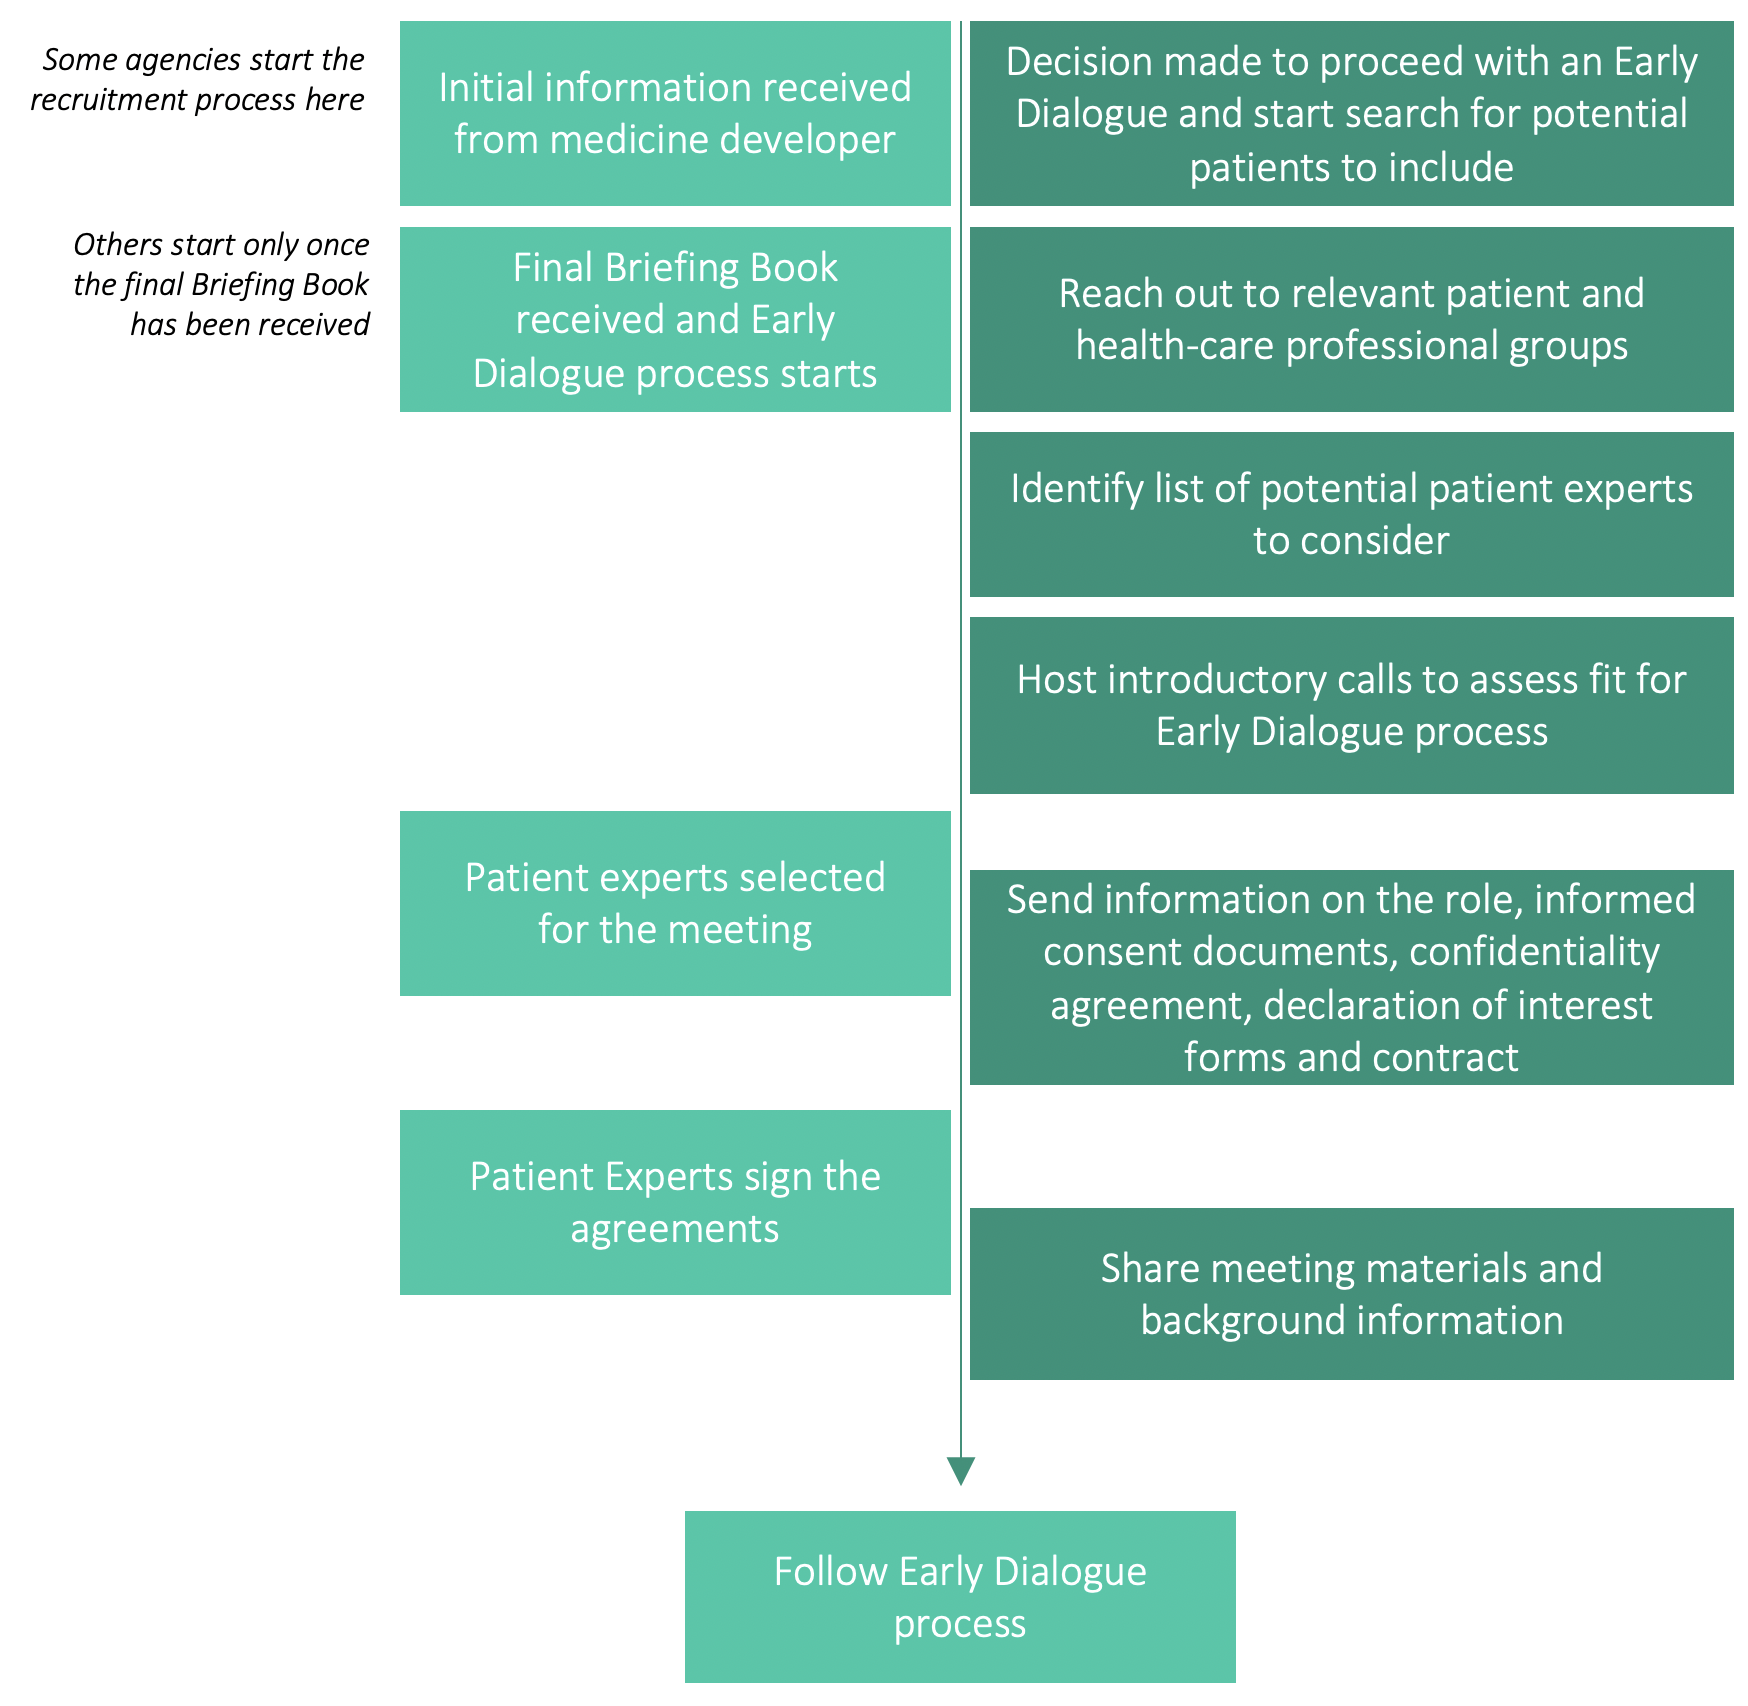 Some agencies start the
recruitment process here
Initial information received
from medicine developer
Decision made to proceed with an Early
Dialogue and start search for potential
patients to include
Others start only once
the final Briefing Book
has been received
Final Briefing Book
received and Early
Dialogue process starts
Reach out to relevant patient and
health-care professional groups
Identify list of potential patient experts
to consider
Host introductory calls to assess fit for
Early Dialogue process
Patient experts selected
for the meeting
Send information on the role, informed
consent documents, confidentiality
agreement, declaration of interest
forms and contract
Patient Experts sign the
agreements
Share meeting materials and
background information
Follow Early Dialogue
process